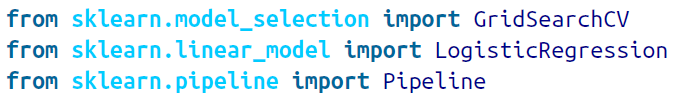 from sklearn.model_selection import GridSearchCV
from sklearn.linear_model import LogisticRegression
from sklearn.pipeline import Pipeline